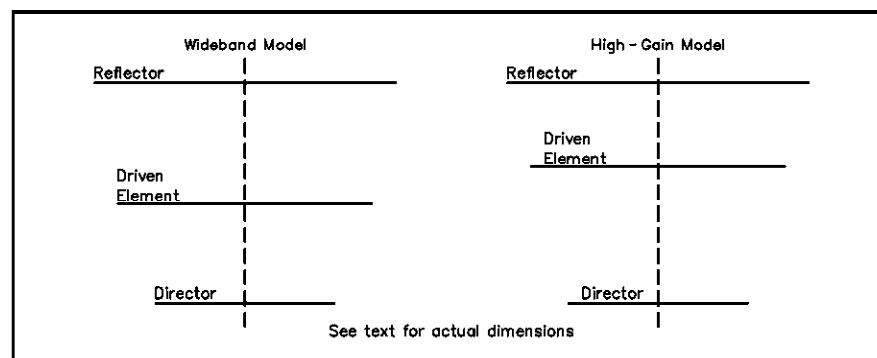 Wideband Model
High-Gain Model
Reflector
Reflector
Driven
Element
Driven
Element
Director
Director
See text for actual dimensions